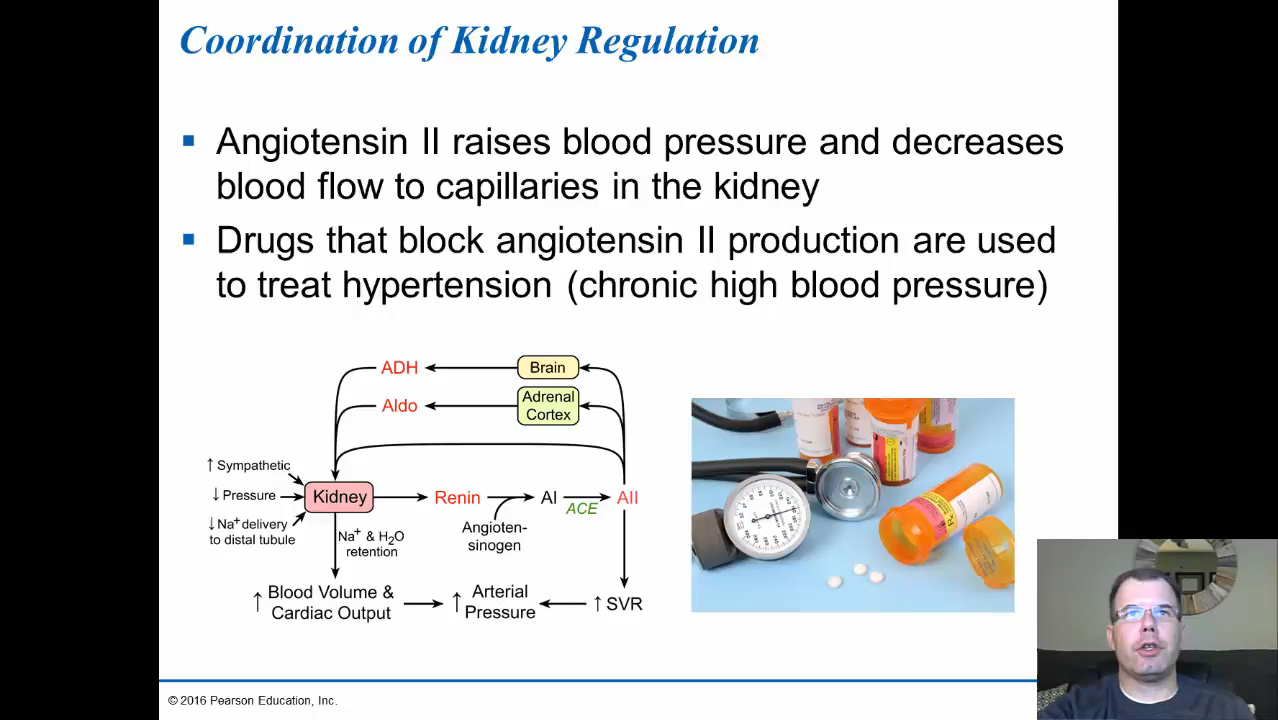 Coordination of Kidney Regulation
▪ Angiotensin II raises blood pressure and decreases
blood flow to capillaries in the kidney
▪ Drugs that block angiotensin II production are used
to treat hypertension (chronic high blood pressure)
ADH
Brain
Aldo
Adrenal
Cortex
↑ Sympathetic
↓ Pressure
↓ Na⁺ delivery
to distal tubule
Kidney
Renin
AI
ACE
AII
Angioten-
sinogen
Na⁺ & H₂O
retention
↑ Blood Volume &
Cardiac Output
↑ Arterial
Pressure
↑ SVR
© 2016 Pearson Education, Inc.